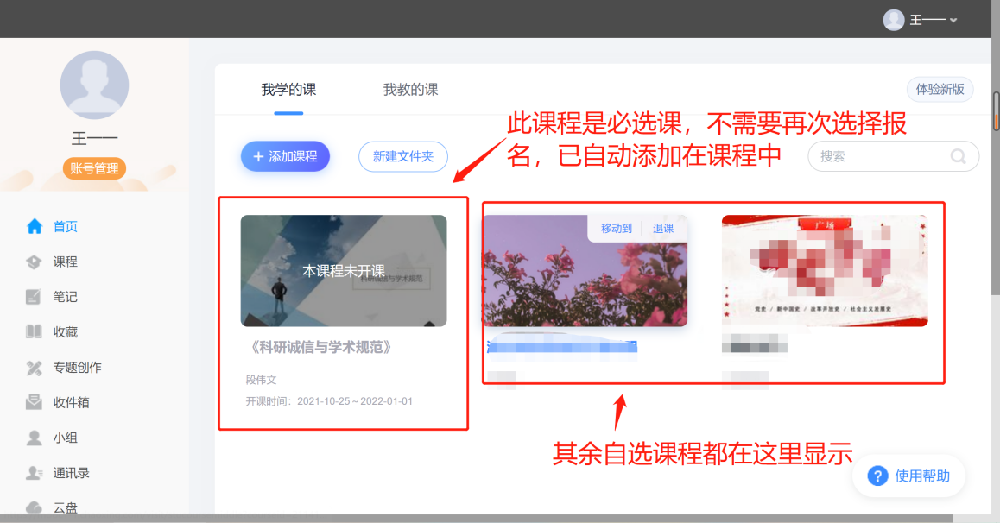 王一一
王一一
账号管理
首页
课程
笔记
收藏
专题创作
收件箱
小组
通讯录
云盘
我学的课
我教的课
体验新版
此课程是必选课，不需要再次选择报
名，已自动添加在课程中
+ 添加课程
新建文件夹
搜索
本课程未开课
科研诚信与学术规范
移动到
退课
广场
党史 / 新中国史 / 改革开放史 / 社会主义发展史
《科研诚信与学术规范》
段伟文
开课时间：2021-10-25～2022-01-01
其余自选课程都在这里显示
? 使用帮助